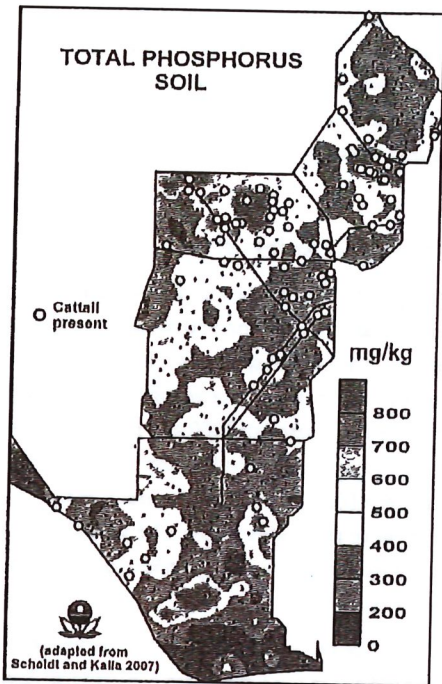 TOTAL PHOSPHORUS
SOIL
Cattail
present
mg/kg
800
700
600
500
400
300
200
0
(adapted from
Scheidt and Kalla 2007)